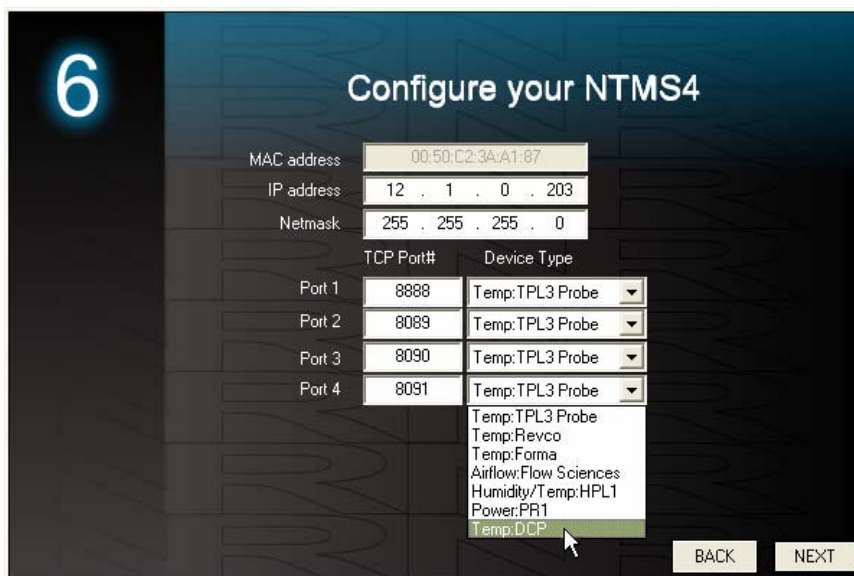 6
Configure your NTMS4
MAC address 00:50:C2:3A:A1:87
IP address 12 . 1 . 0 . 203
Netmask 255 . 255 . 255 . 0
TCP Port# Device Type
Port 1 8888 Temp:TPL3 Probe
Port 2 8089 Temp:TPL3 Probe
Port 3 8090 Temp:TPL3 Probe
Port 4 8091 Temp:TPL3 Probe
Temp:TPL3 Probe
Temp:Revco
Temp:Forma
Airflow:Flow Sciences
Humidity/Temp:HPL1
Power:PR1
Temp:DCP
BACK NEXT